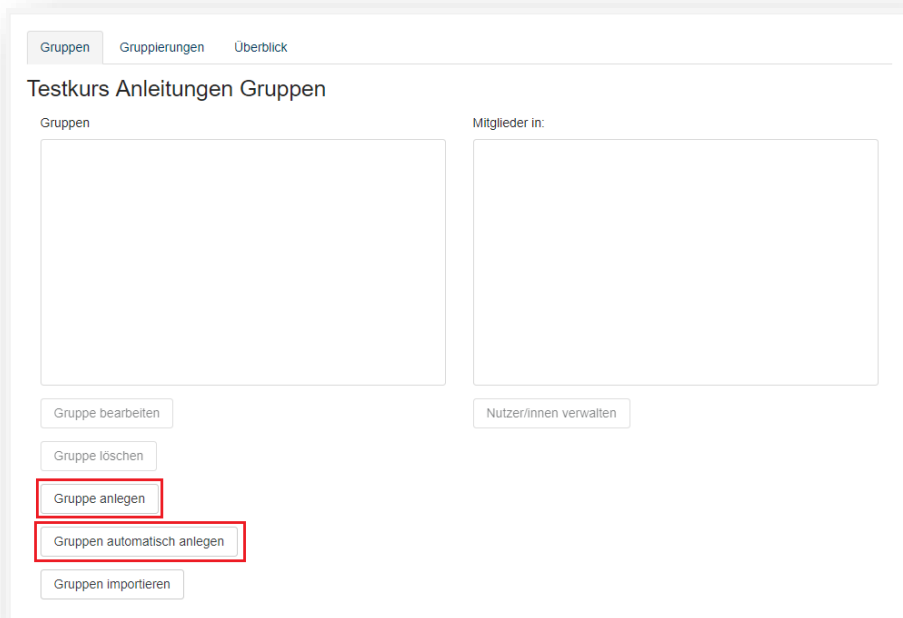 Gruppen Gruppierungen Überblick
Testkurs Anleitungen Gruppen
Gruppen
Mitglieder in:
Gruppe bearbeiten
Nutzer/innen verwalten
Gruppe löschen
Gruppe anlegen
Gruppen automatisch anlegen
Gruppen importieren